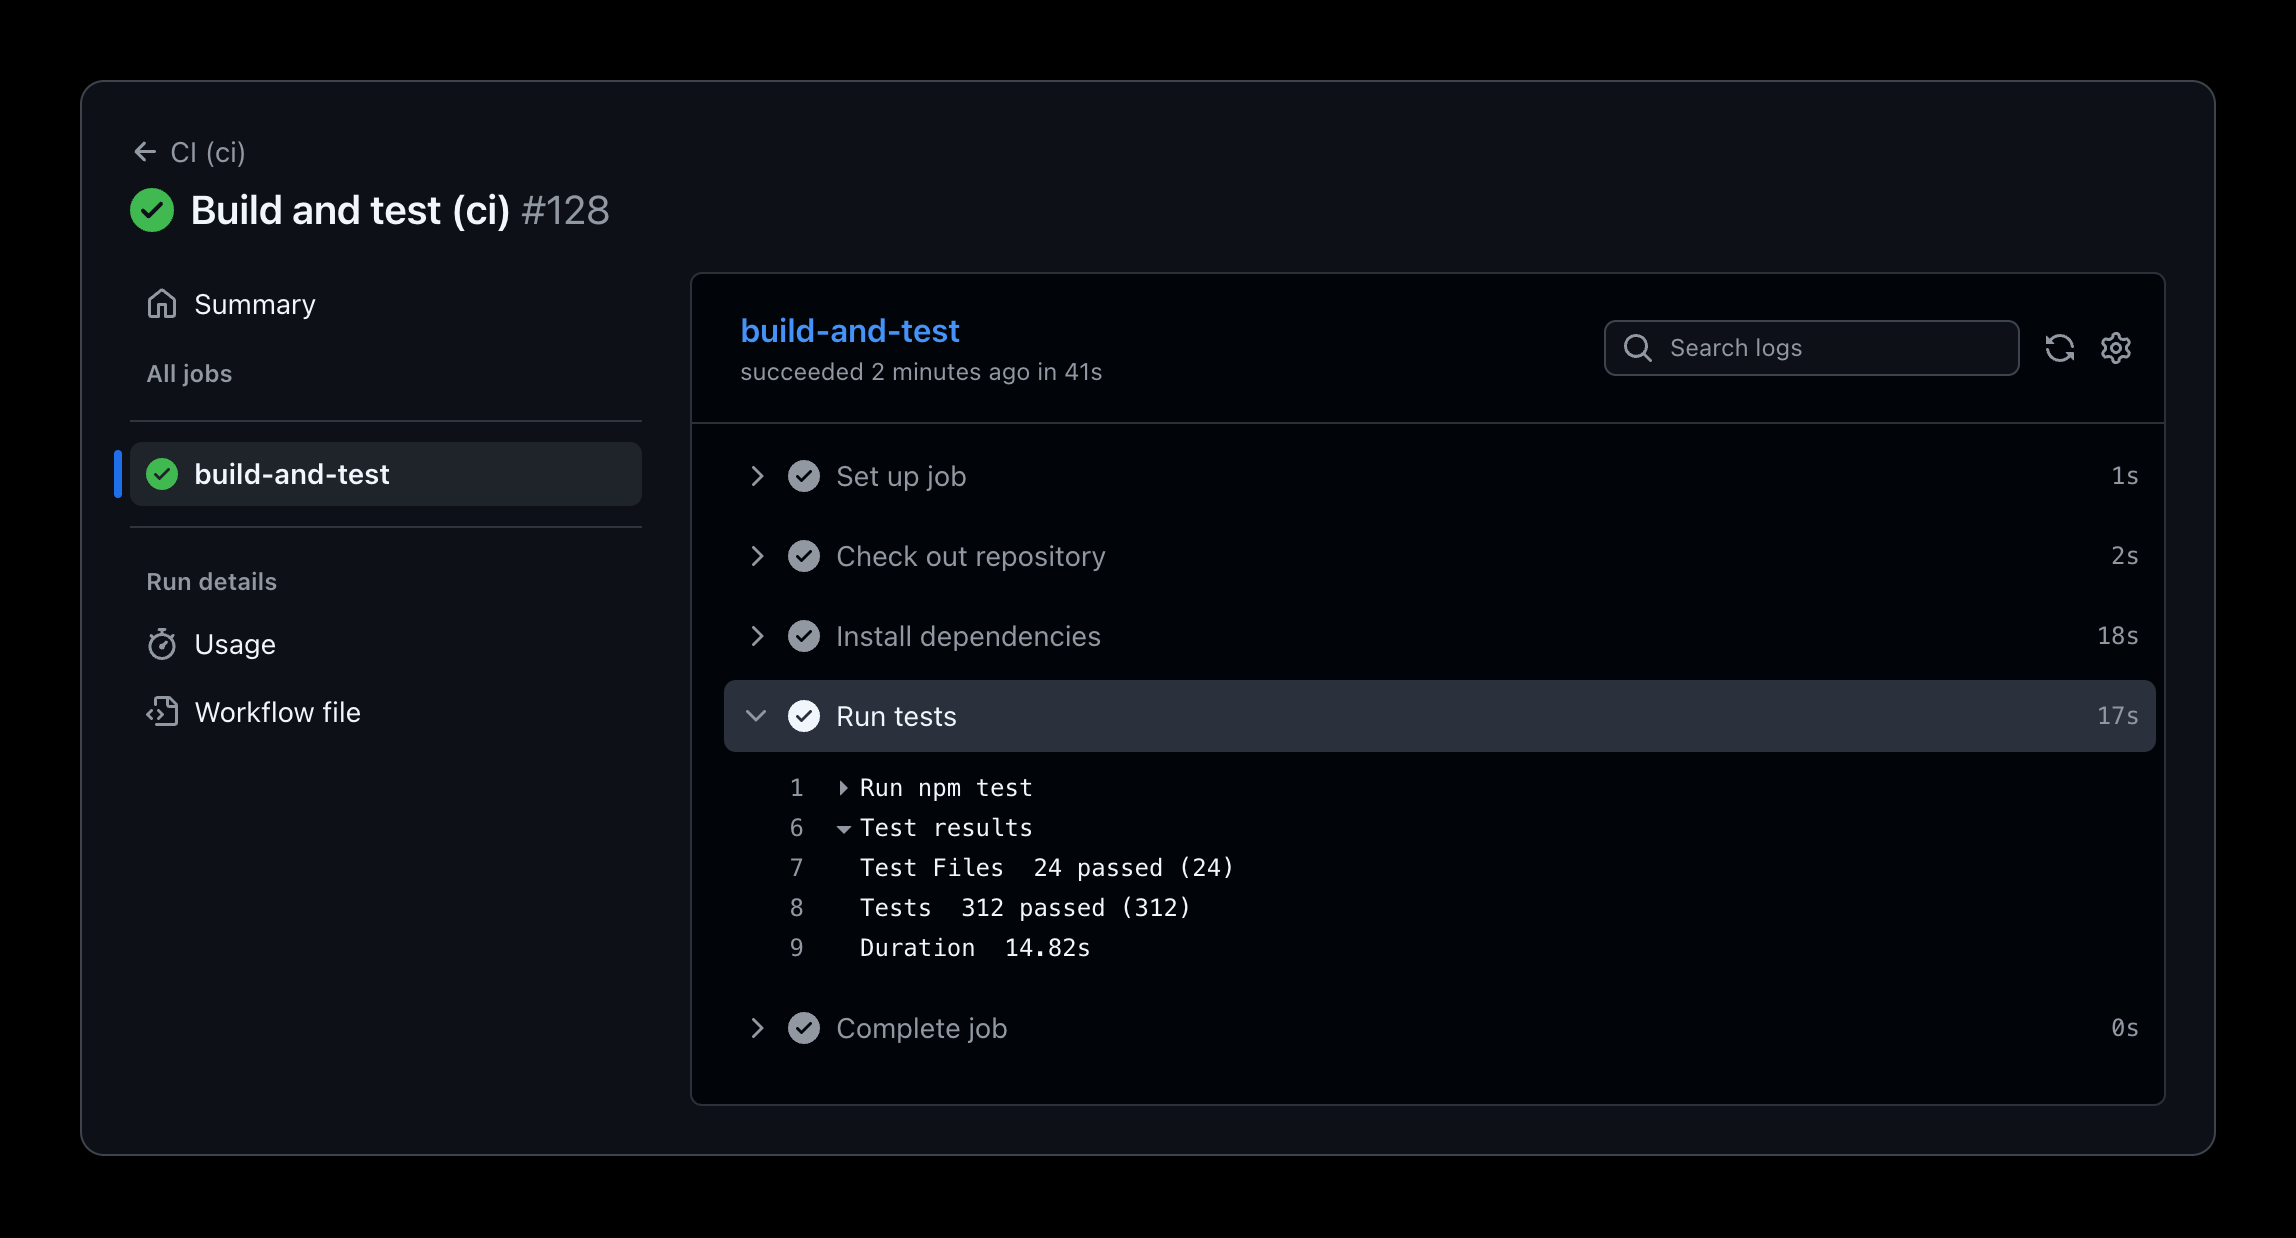 CI (ci)
Build and test (ci) #128
Summary
All jobs
build-and-test
Run details
Usage
Workflow file
build-and-test
succeeded 2 minutes ago in 41s
Search logs
Set up job 1s
Check out repository 2s
Install dependencies 18s
Run tests 17s
1 Run npm test
6 Test results
7 Test Files  24 passed (24)
8 Tests  312 passed (312)
9 Duration  14.82s
Complete job 0s